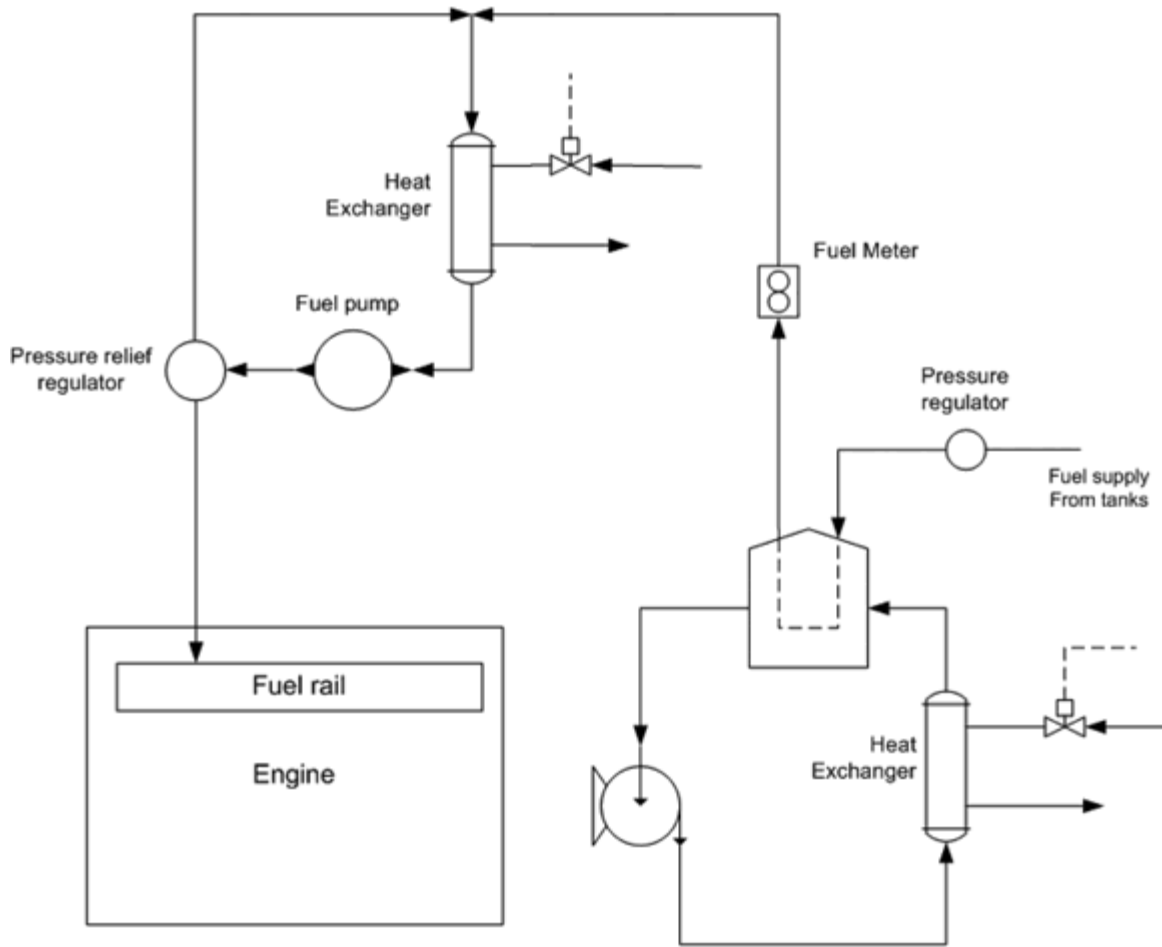 Heat
Exchanger
Fuel Meter
Fuel pump
Pressure relief
regulator
Pressure
regulator
Fuel supply
From tanks
Fuel rail
Heat
Exchanger
Engine